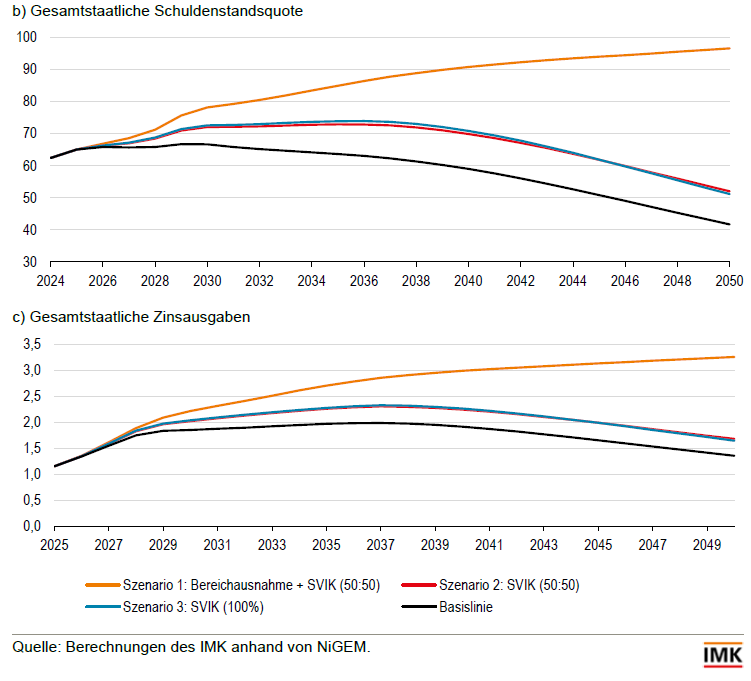 b) Gesamtstaatliche Schuldenstandsquote
100
90
80
70
60
50
40
30
2024 2026 2028 2030 2032 2034 2036 2038 2040 2042 2044 2046 2048 2050
c) Gesamtstaatliche Zinsausgaben
3,5
3,0
2,5
2,0
1,5
1,0
0,5
0,0
2025 2027 2029 2031 2033 2035 2037 2039 2041 2043 2045 2047 2049
Szenario 1: Bereichausnahme + SVIK (50:50) Szenario 2: SVIK (50:50)
Szenario 3: SVIK (100%) Basislinie
Quelle: Berechnungen des IMK anhand von NiGEM.
IMK